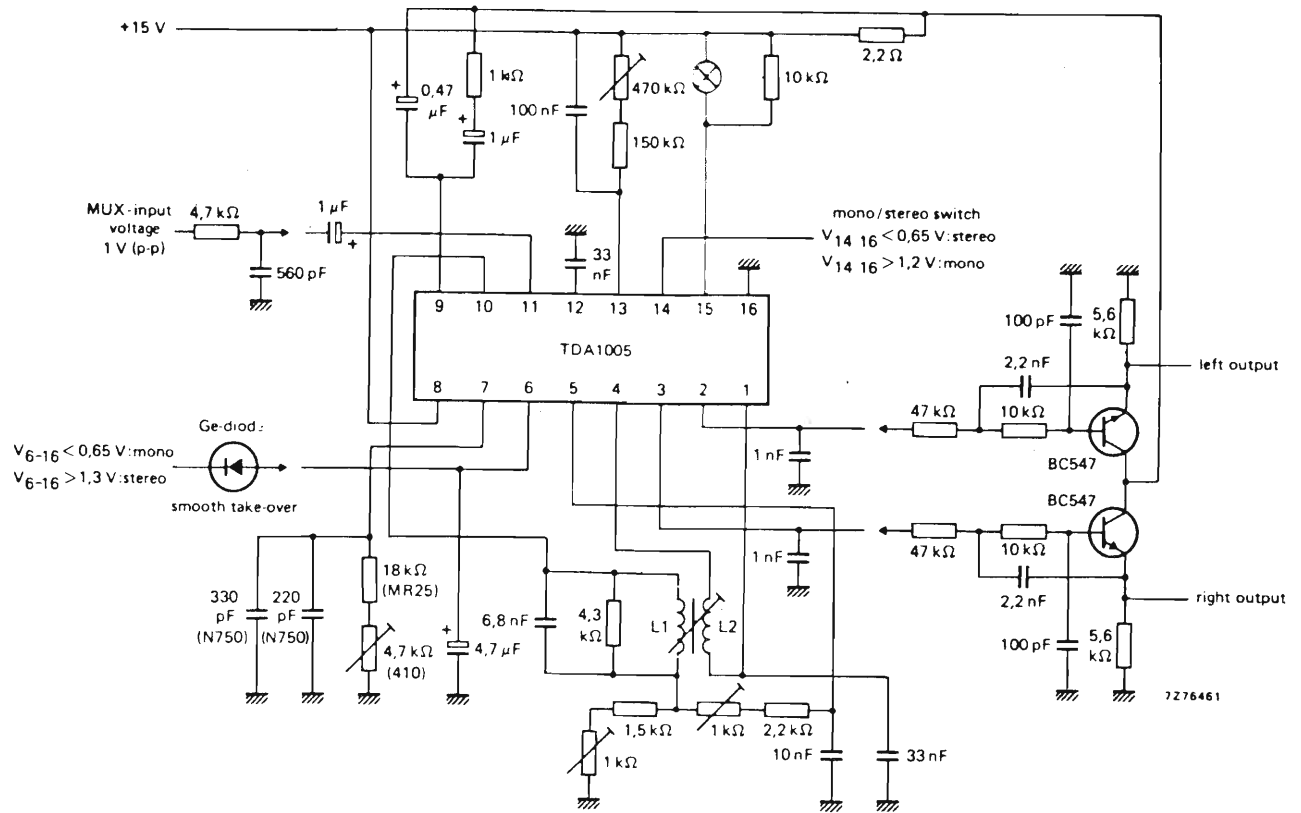 +15 V
2,2Ω
1kΩ
+
0,47
µF
+
1µF
100 nF
470 kΩ
150 kΩ
10 kΩ
MUX-input
voltage
1 V (p-p)
4,7 kΩ
560 pF
1 µF
+
33
nF
mono/stereo switch
V14 16 <0,65 V:stereo
V14 16 >1,2 V:mono
9 10 11 12 13 14 15 16
TDA1005
8 7 6 5 4 3 2 1
100 pF
5,6
kΩ
2,2 nF
left output
47 kΩ
10 kΩ
BC547
Ge-diode
V6-16 <0,65 V:mono
V6-16 >1,3 V:stereo
smooth take-over
1 nF
BC547
1 nF
47 kΩ
10 kΩ
2,2 nF
right output
18 kΩ
(MR25)
330
pF
(N750)
220
pF
(N750)
4,7 kΩ
(410)
+
4,7 µF
6,8 nF
4,3
kΩ
L1
L2
100 pF
5,6
kΩ
7Z76461
1,5 kΩ
1 kΩ
2,2 kΩ
1 kΩ
10 nF
33 nF